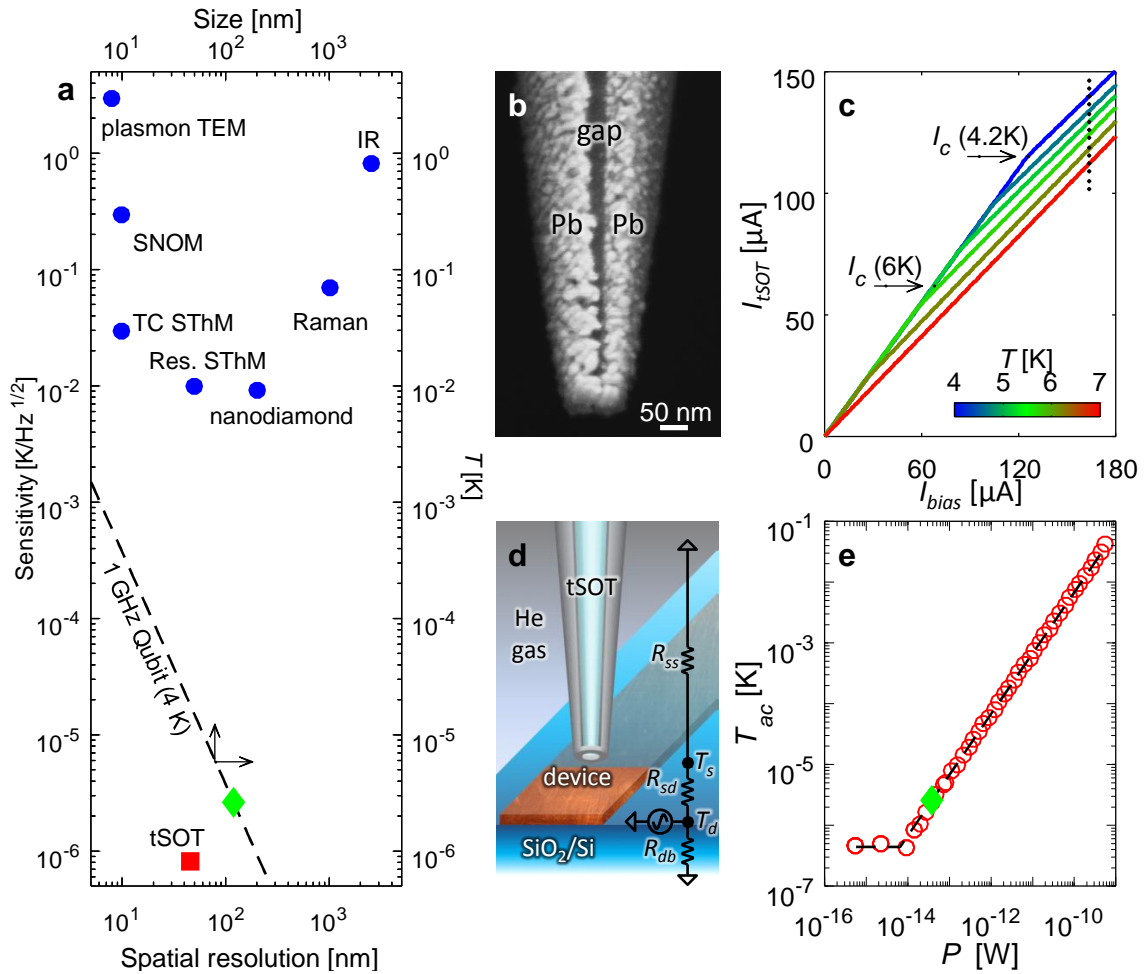 Size [nm]
10¹ 10² 10³
a
plasmon TEM
IR
SNOM
TC SThM
Raman
Res. SThM
nanodiamond
1 GHz Qubit (4 K)
tSOT
10⁰
10⁻¹
10⁻²
10⁻³
10⁻⁴
10⁻⁵
10⁻⁶
Sensitivity [K/Hz^1/2]
10⁰
10⁻¹
10⁻²
10⁻³
10⁻⁴
10⁻⁵
10⁻⁶
T [K]
10¹ 10² 10³
Spatial resolution [nm]
b
gap
Pb Pb
50 nm
c
150
100
50
0
I_tSOT [µA]
I_c (4.2K)
I_c (6K)
T [K]
4 5 6 7
0 60 120 180
I_bias [µA]
d
tSOT
He
gas
R_ss
device
T_s
R_sd
T_d
SiO₂/Si
R_db
e
10⁻¹
10⁻³
10⁻⁵
10⁻⁷
T_ac [K]
10⁻¹⁶ 10⁻¹⁴ 10⁻¹² 10⁻¹⁰
P [W]